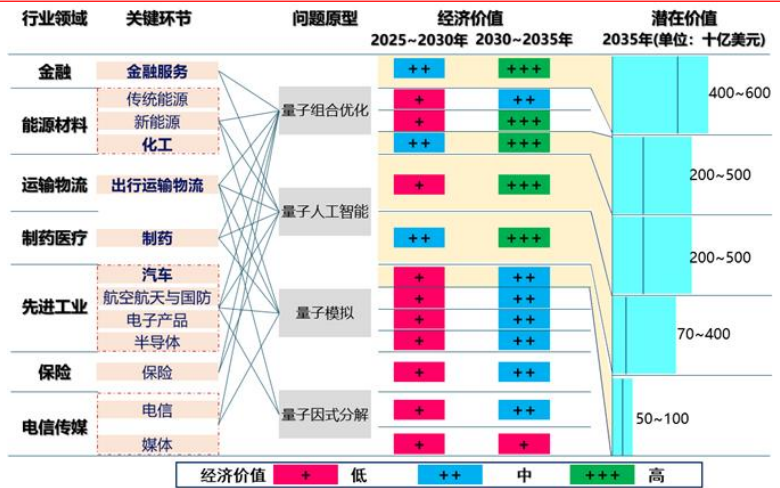 行业领域 关键环节 问题原型 经济价值 潜在价值
2025~2030年 2030~2035年 2035年(单位：十亿美元)
金融 金融服务 ++ +++
400~600
传统能源 + ++
量子组合优化
能源材料 新能源 + +++
化工 ++ +++
200~500
运输物流 出行运输物流 + +++
量子人工智能
制药医疗 制药 ++ +++
200~500
汽车 + ++
航空航天与国防 + ++
先进工业
量子模拟
电子产品 + ++
70~400
半导体 + ++
保险 保险 + ++
电信 + ++
量子因式分解
50~100
电信传媒
媒体 + +
经济价值 + 低 ++ 中 +++ 高